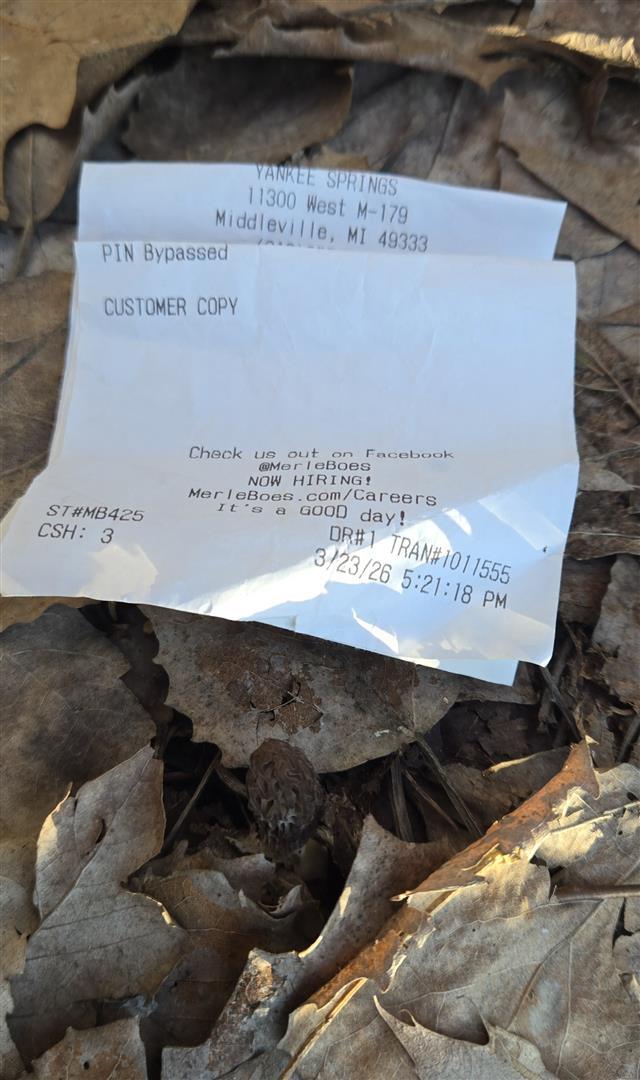 YANKEE SPRINGS
11300 West M-179
Middleville, MI 49333
PIN Bypassed
CUSTOMER COPY
Check us out on Facebook
@MerleBoes
NOW HIRING!
MerleBoes.com/Careers
It's a GOOD day!
ST#MB425
DR#1 TRAN#1011555
CSH: 3
3/23/26 5:21:18 PM